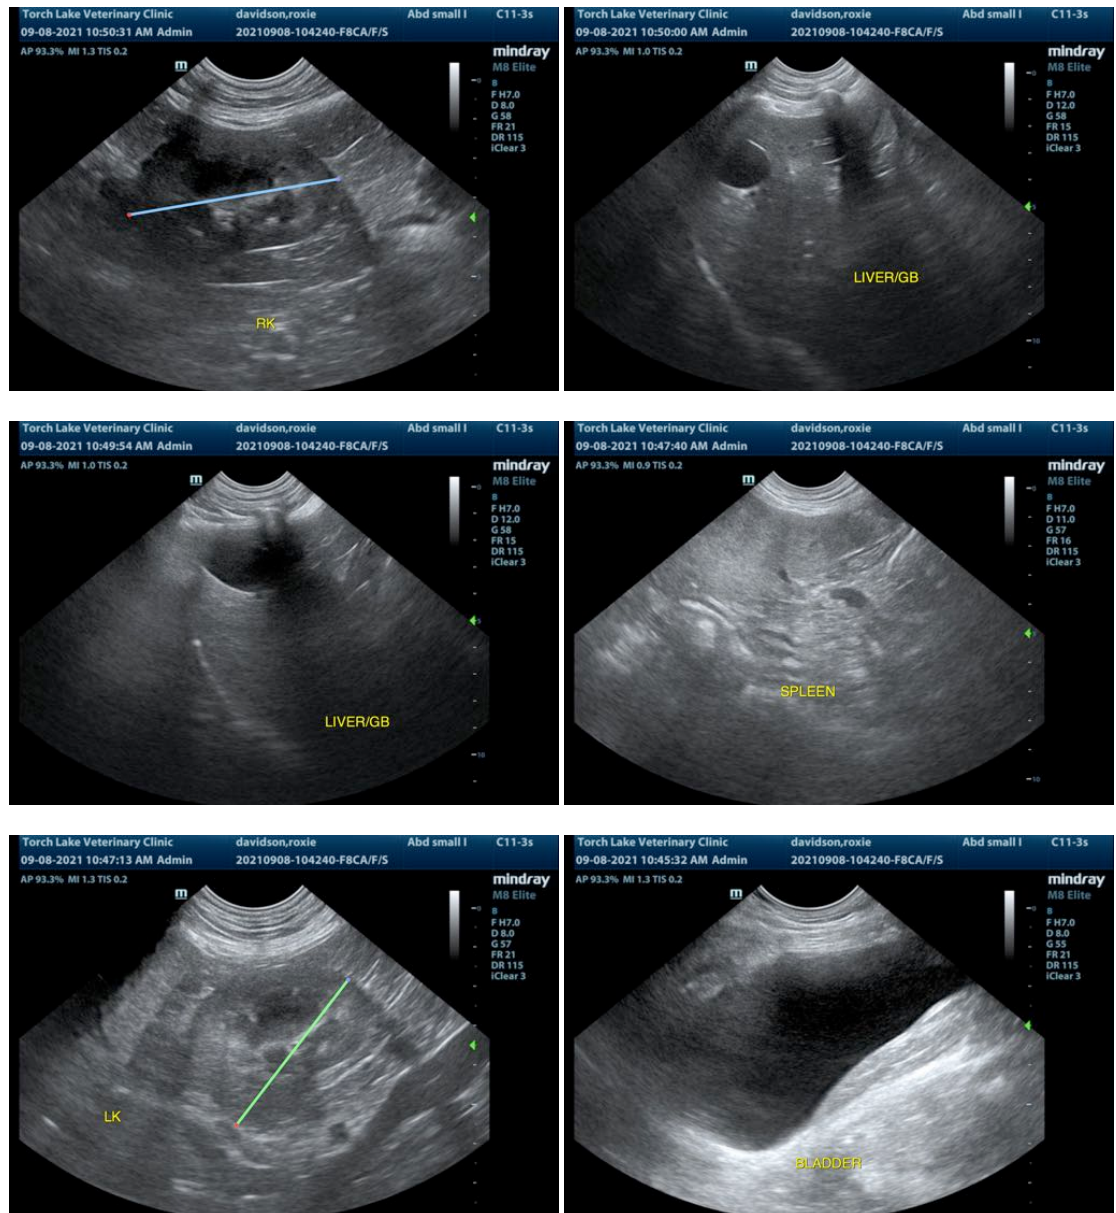 Torch Lake Veterinary Clinic davidson,roxie Abd small I C11-3s
09-08-2021 10:50:31 AM Admin 20210908-104240-F8CA/F/S
AP 93.3% MI 1.3 TIS 0.2
mindray
M8 Elite
m
0
B
F H7.0
D 8.0
G 58
FR 21
DR 115
iClear 3
RK
Torch Lake Veterinary Clinic davidson,roxie Abd small I C11-3s
09-08-2021 10:50:00 AM Admin 20210908-104240-F8CA/F/S
AP 93.3% MI 1.0 TIS 0.2
mindray
M8 Elite
m
0
B
F H7.0
D 12.0
G 58
FR 15
DR 115
iClear 3
5
LIVER/GB
10
Torch Lake Veterinary Clinic davidson,roxie Abd small I C11-3s
09-08-2021 10:49:54 AM Admin 20210908-104240-F8CA/F/S
AP 93.3% MI 1.0 TIS 0.2
mindray
M8 Elite
m
0
B
F H7.0
D 12.0
G 58
FR 15
DR 115
iClear 3
5
LIVER/GB
10
Torch Lake Veterinary Clinic davidson,roxie Abd small I C11-3s
09-08-2021 10:47:40 AM Admin 20210908-104240-F8CA/F/S
AP 93.3% MI 0.9 TIS 0.2
mindray
M8 Elite
m
0
B
F H7.0
D 11.0
G 57
FR 16
DR 115
iClear 3
SPLEEN
10
Torch Lake Veterinary Clinic davidson,roxie Abd small I C11-3s
09-08-2021 10:47:13 AM Admin 20210908-104240-F8CA/F/S
AP 93.3% MI 1.3 TIS 0.2
mindray
M8 Elite
m
0
B
F H7.0
D 8.0
G 57
FR 21
DR 115
iClear 3
LK
Torch Lake Veterinary Clinic davidson,roxie Abd small I C11-3s
09-08-2021 10:45:32 AM Admin 20210908-104240-F8CA/F/S
AP 93.3% MI 1.3 TIS 0.2
mindray
M8 Elite
m
0
B
F H7.0
D 8.0
G 55
FR 21
DR 115
iClear 3
BLADDER